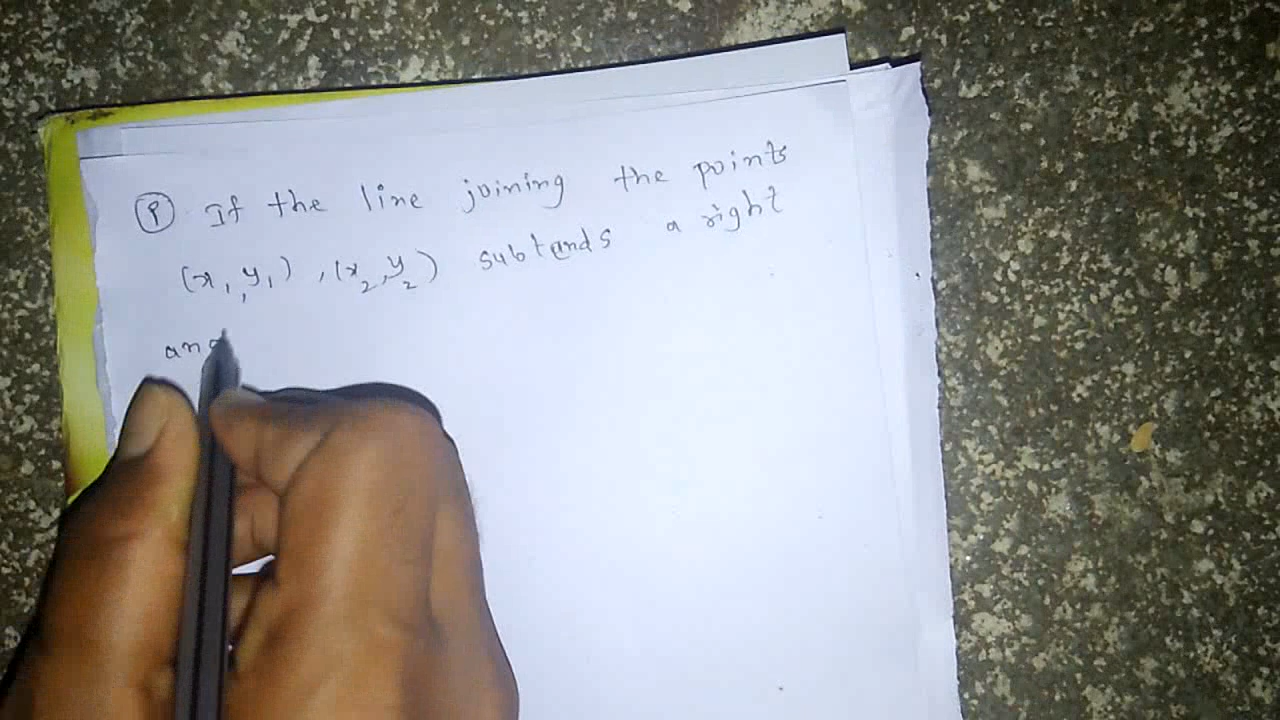 (P) If the line joining the points
(x₁,y₁),(x₂,y₂) subtends a right